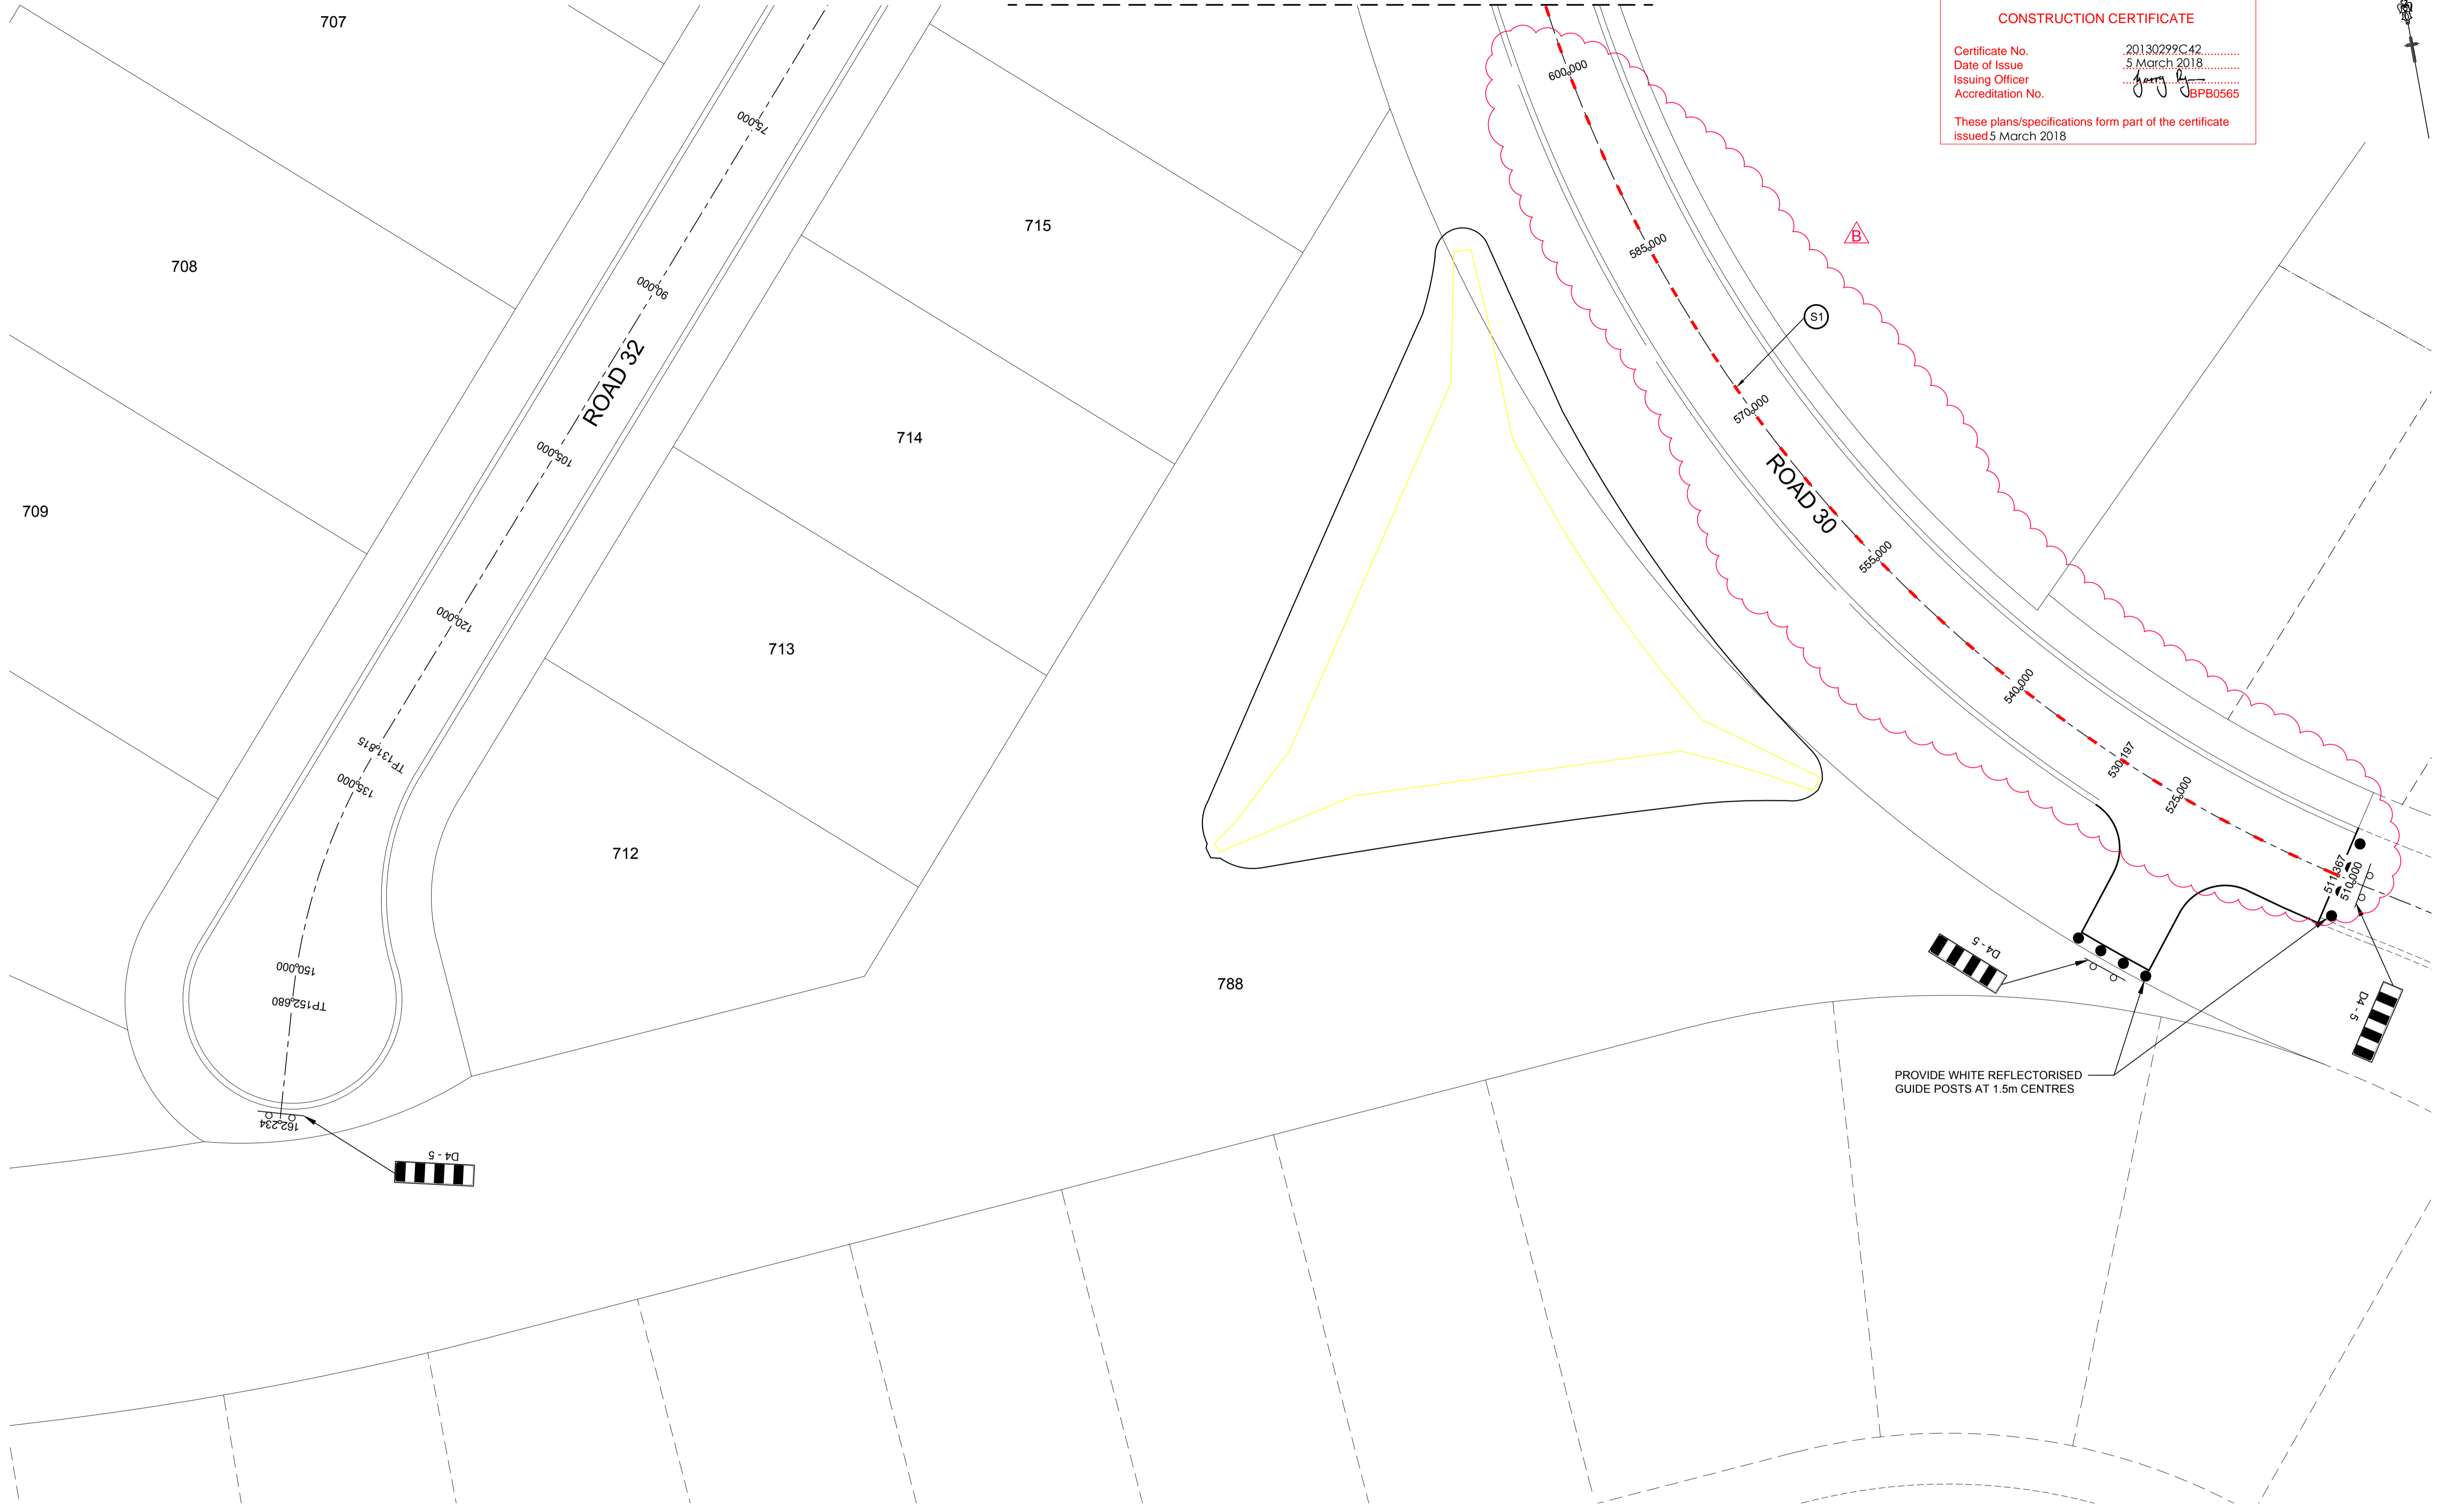 707
CONSTRUCTION CERTIFICATE
Certificate No. 20130299C42
Date of Issue 5 March 2018
Issuing Officer
Accreditation No. BPB0565
These plans/specifications form part of the certificate
issued 5 March 2018
600.000
75.000
715
B
585.000
708
90.000
S1
ROAD 32
570.000
714
105.000
ROAD 30
709
555.000
120.000
713
540.000
TP131.815
530.197
135.000
525.000
712
511.367
510.000
D4 - 5
150.000
788
TP152.680
D4 - 5
PROVIDE WHITE REFLECTORISED
GUIDE POSTS AT 1.5m CENTRES
162.234
D4 - 5